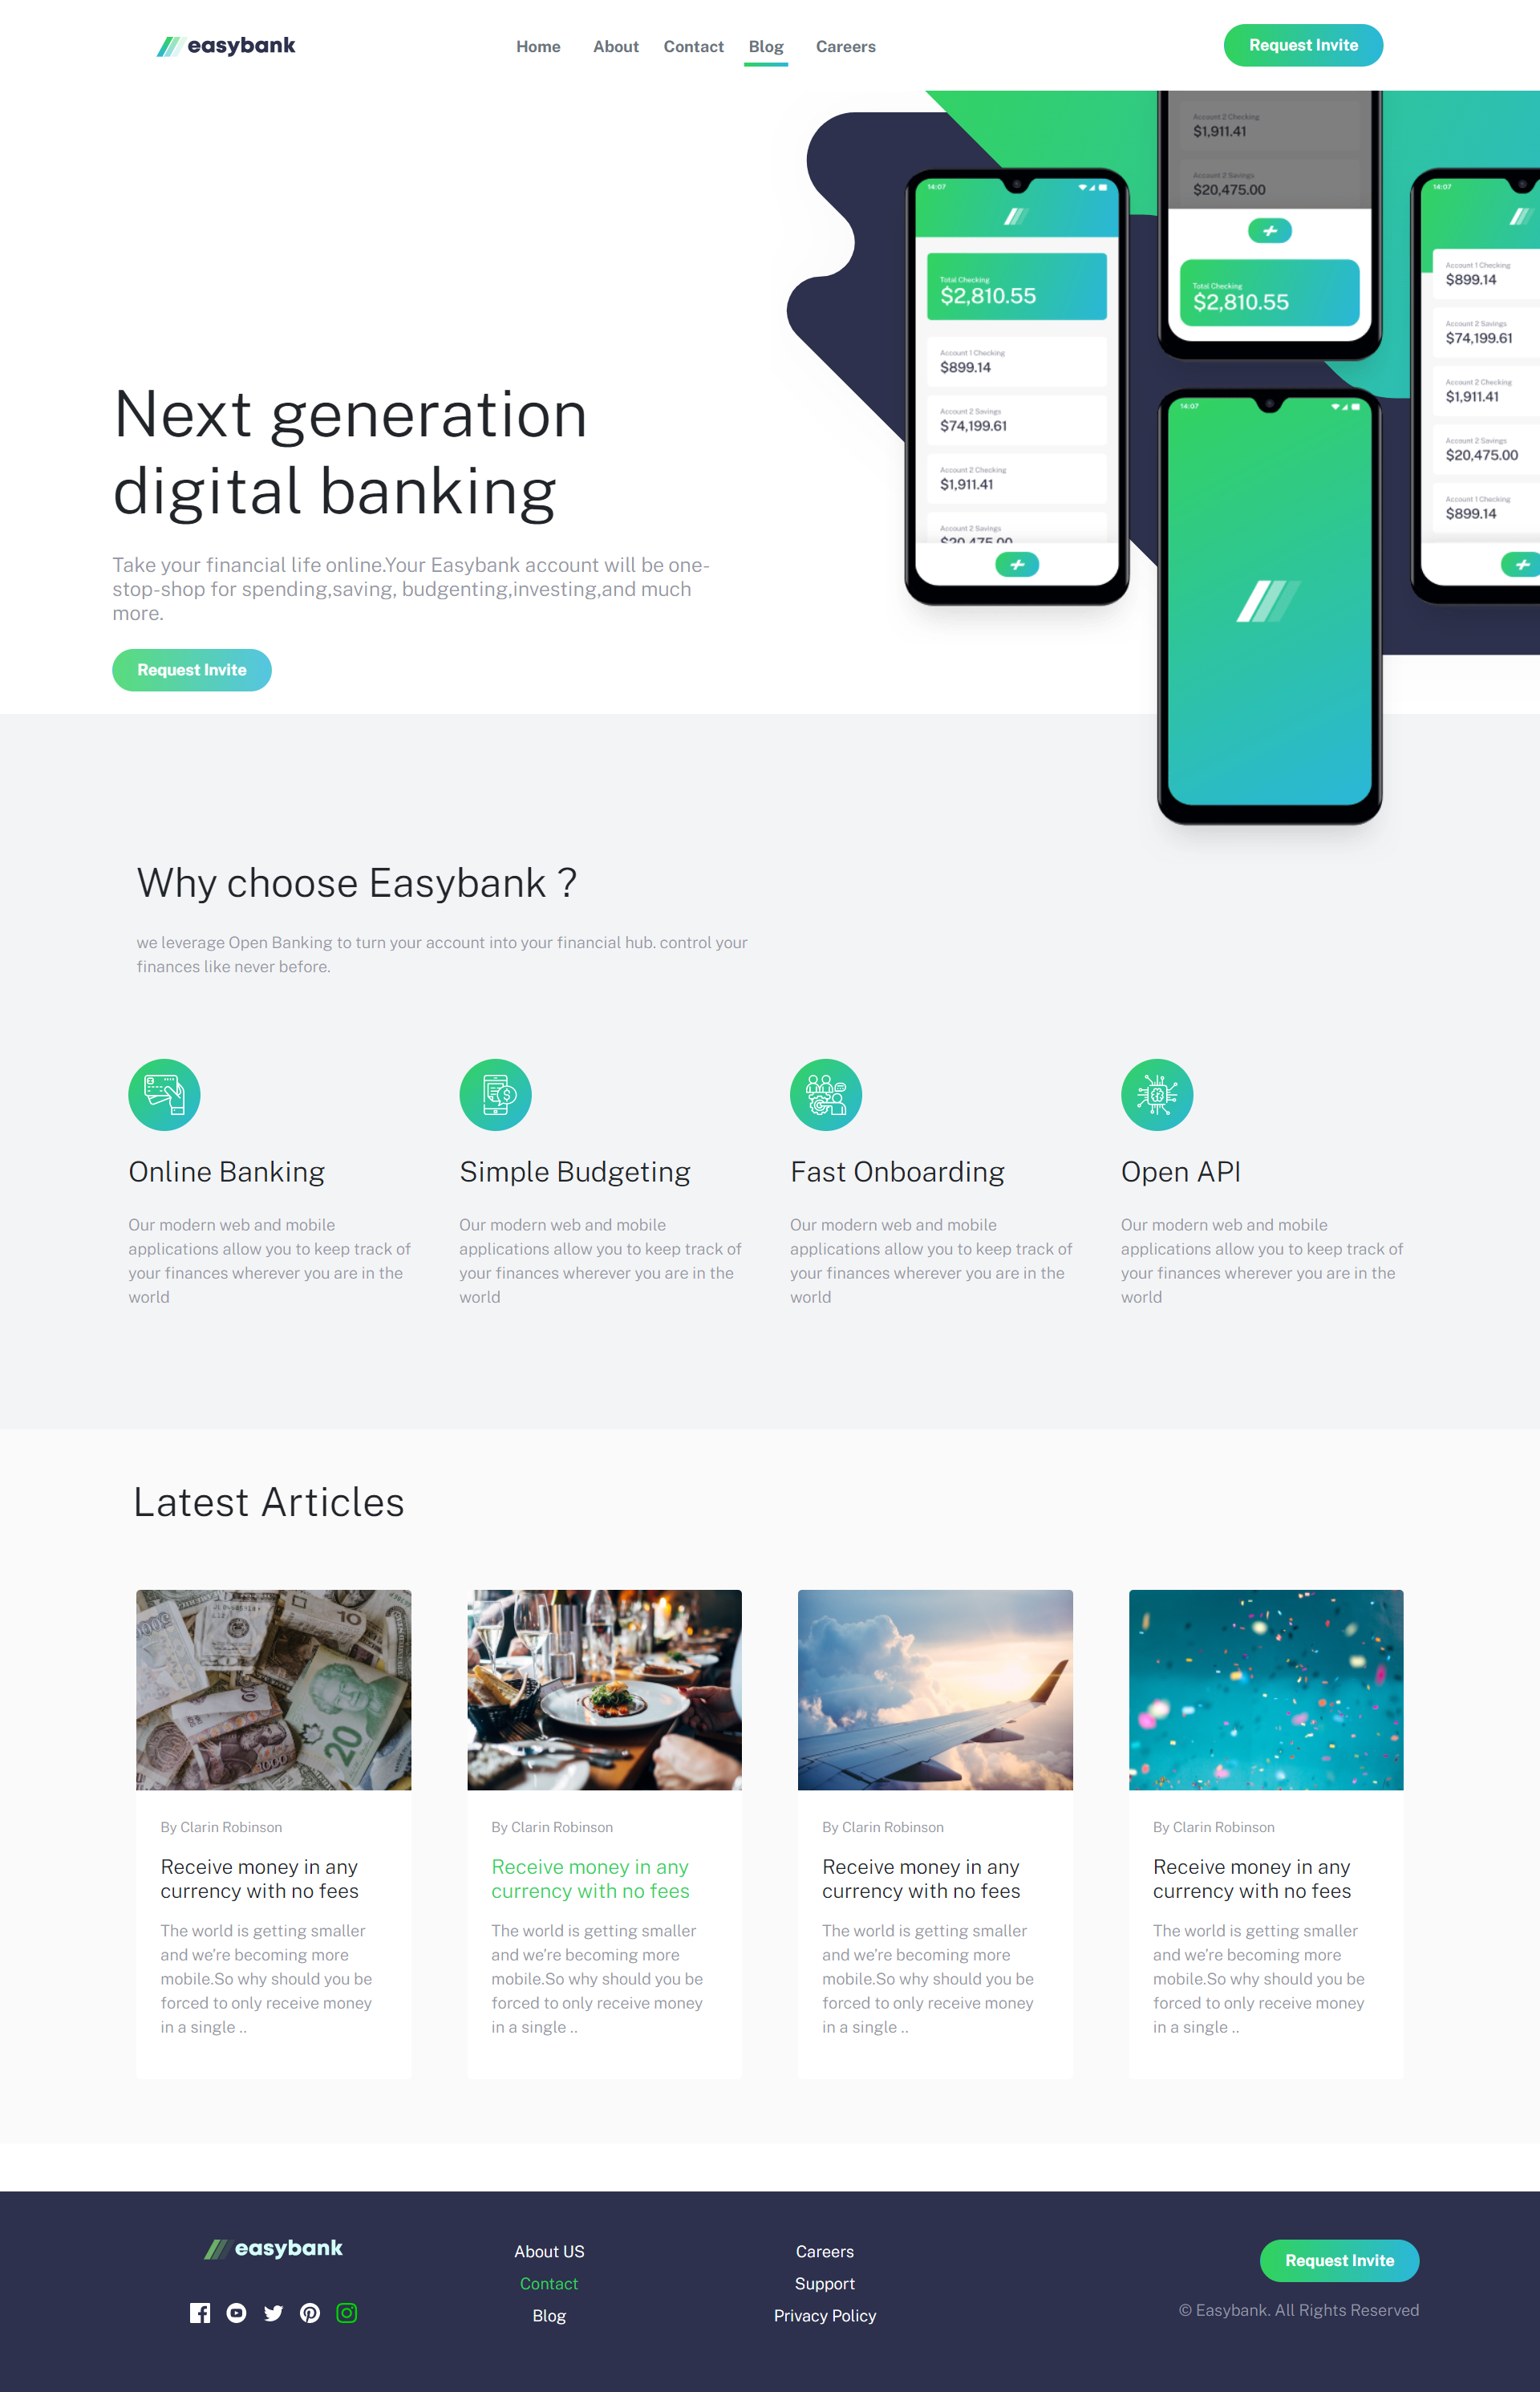 easybank
Home About Contact Blog Careers
Request Invite
Account 2 Checking
$1,911.41
Account 2 Savings
$20,475.00
Total Checking
$2,810.55
14:07
Total Checking
$2,810.55
Account 1 Checking
$899.14
Account 2 Savings
$74,199.61
Account 2 Checking
$1,911.41
Account 2 Savings
$20,475.00
14:07
Account 1 Checking
$899.14
Account 2 Savings
$74,199.61
Account 2 Checking
$1,911.41
Account 2 Savings
$20,475.00
Account 1 Checking
$899.14
14:07
Next generation
digital banking
Take your financial life online.Your Easybank account will be one-
stop-shop for spending,saving, budgenting,investing,and much
more.
Request Invite
Why choose Easybank ?
we leverage Open Banking to turn your account into your financial hub. control your
finances like never before.
Online Banking
Our modern web and mobile
applications allow you to keep track of
your finances wherever you are in the
world
Simple Budgeting
Our modern web and mobile
applications allow you to keep track of
your finances wherever you are in the
world
Fast Onboarding
Our modern web and mobile
applications allow you to keep track of
your finances wherever you are in the
world
Open API
Our modern web and mobile
applications allow you to keep track of
your finances wherever you are in the
world
Latest Articles
10
20
By Clarin Robinson
Receive money in any
currency with no fees
The world is getting smaller
and we're becoming more
mobile.So why should you be
forced to only receive money
in a single ..
By Clarin Robinson
Receive money in any
currency with no fees
The world is getting smaller
and we're becoming more
mobile.So why should you be
forced to only receive money
in a single ..
By Clarin Robinson
Receive money in any
currency with no fees
The world is getting smaller
and we're becoming more
mobile.So why should you be
forced to only receive money
in a single ..
By Clarin Robinson
Receive money in any
currency with no fees
The world is getting smaller
and we're becoming more
mobile.So why should you be
forced to only receive money
in a single ..
easybank
About US
Contact
Blog
Careers
Support
Privacy Policy
Request Invite
© Easybank. All Rights Reserved